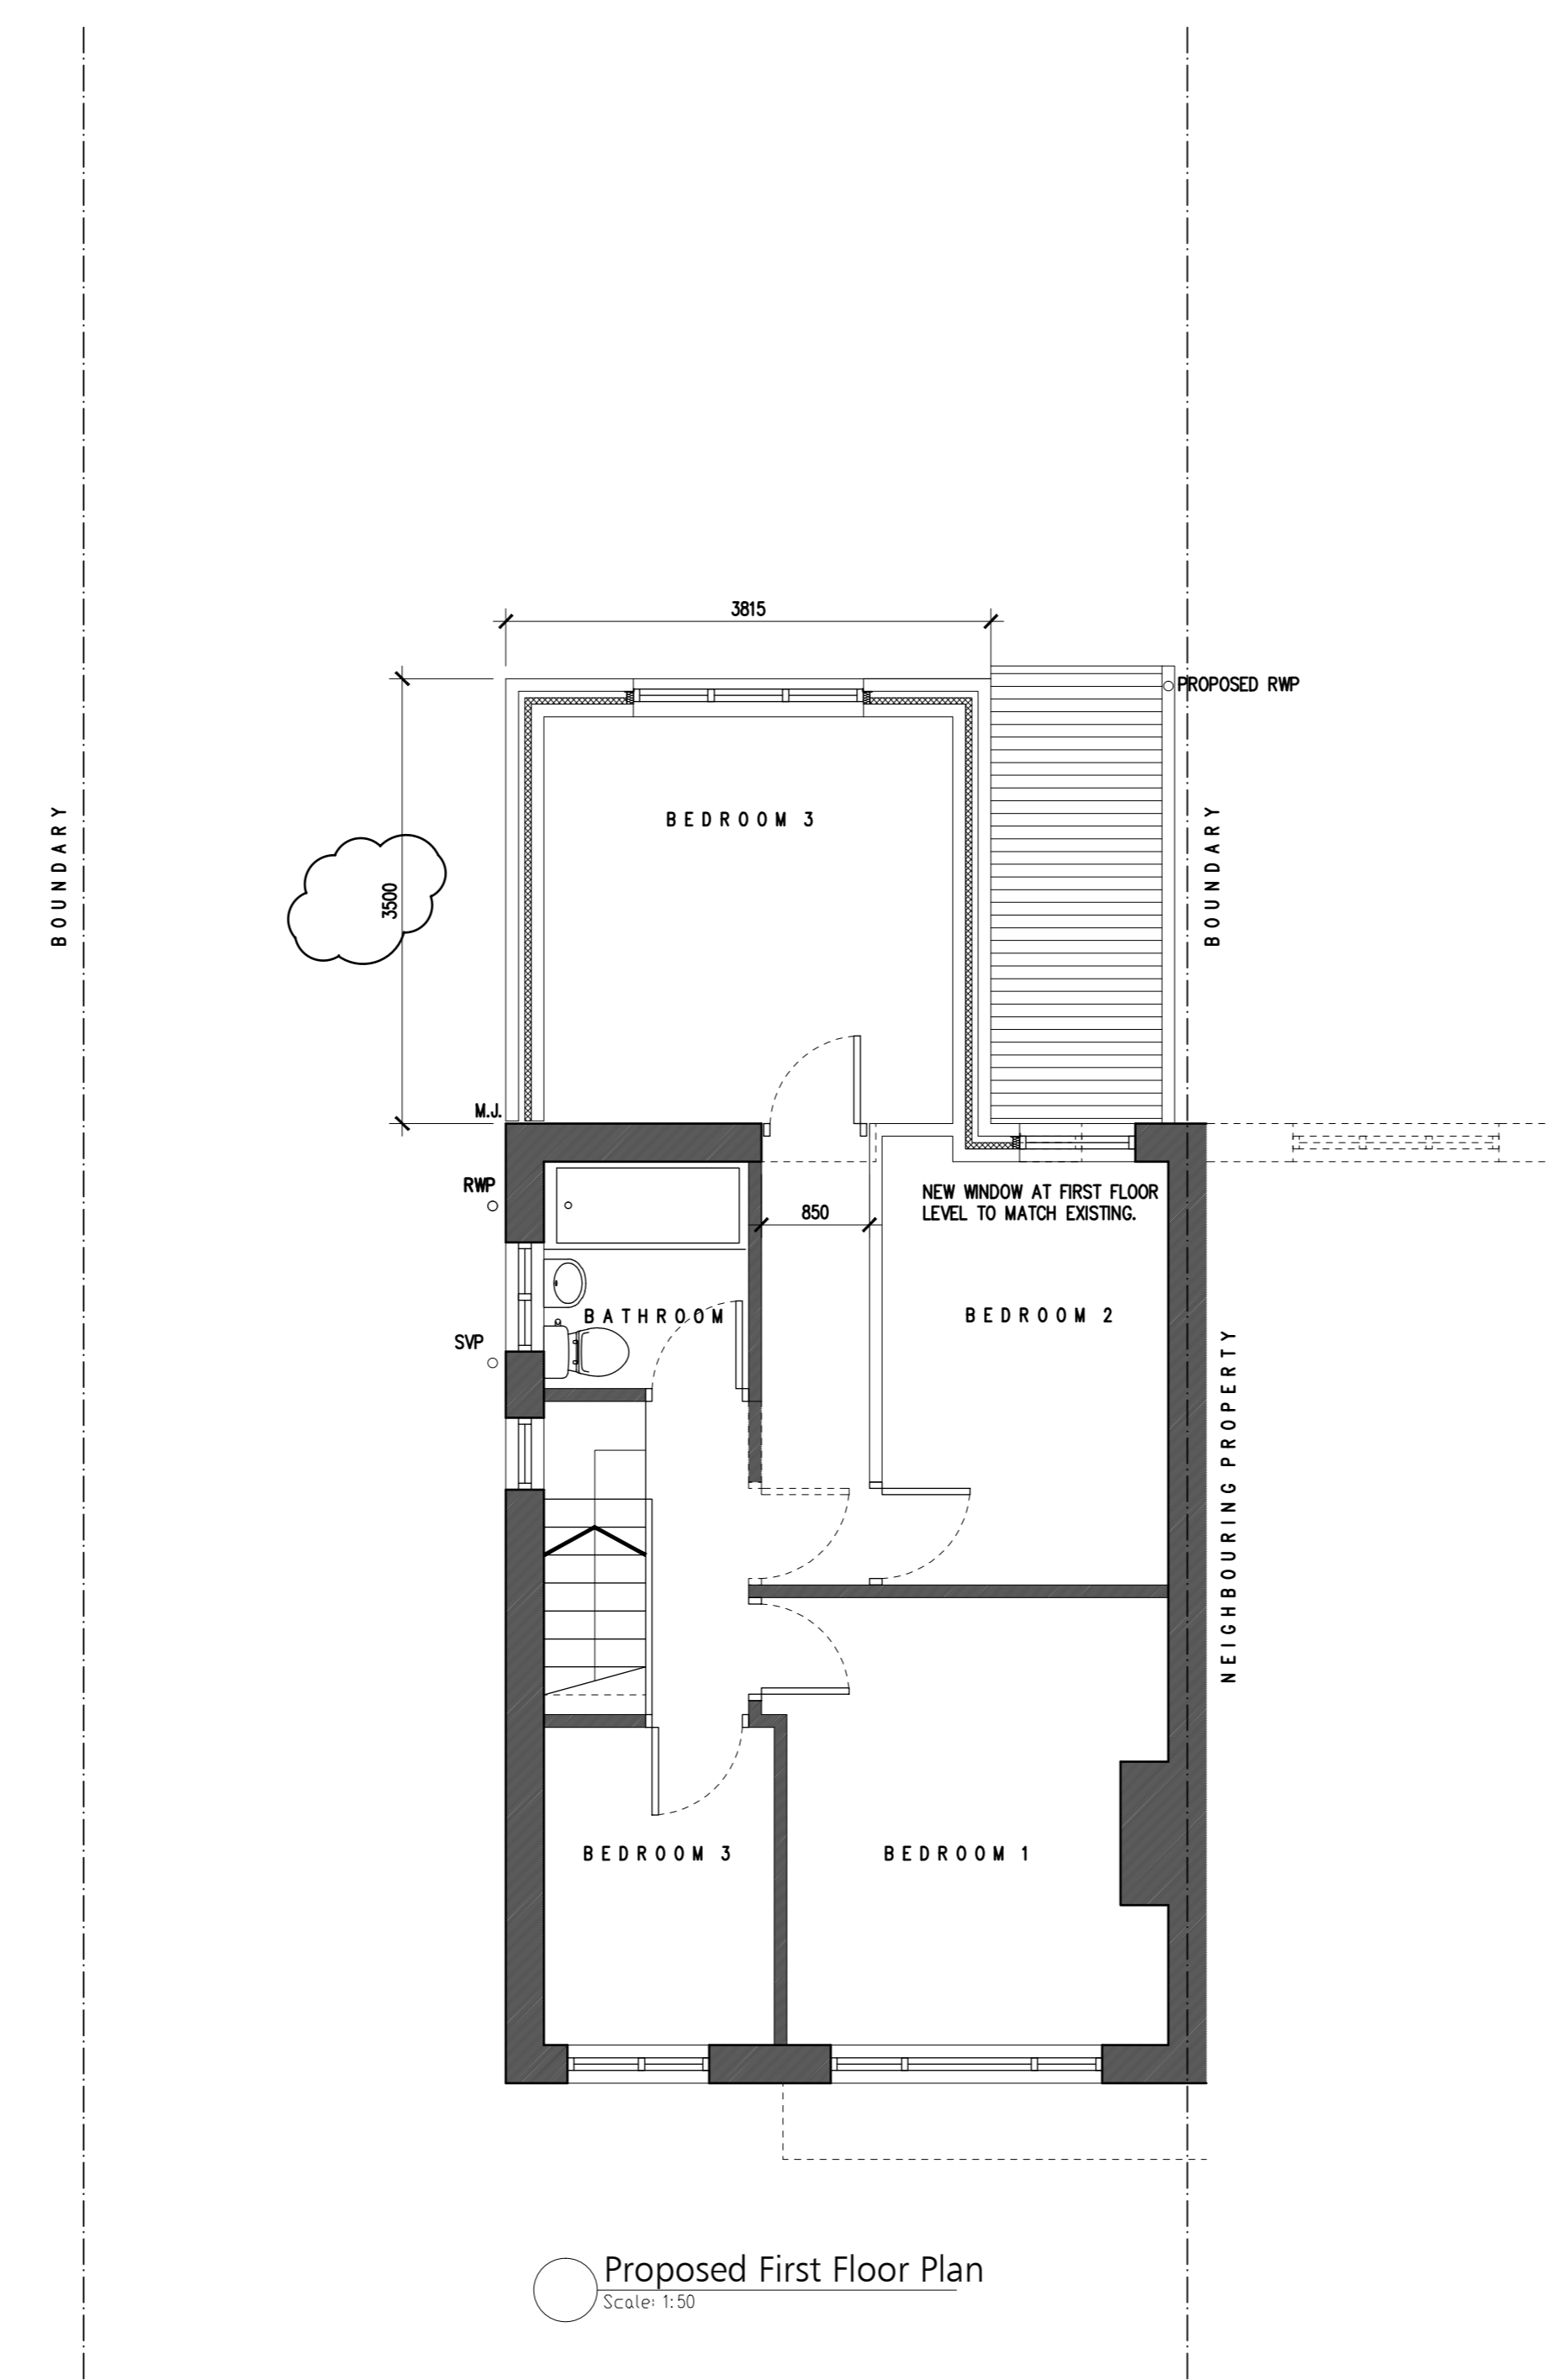 3815
PROPOSED RWP
BEDROOM 3
BOUNDARY
BOUNDARY
3500
M.J.
RWP
NEW WINDOW AT FIRST FLOOR
LEVEL TO MATCH EXISTING.
850
BATHROOM
BEDROOM 2
SVP
NEIGHBOURING PROPERTY
BEDROOM 3
BEDROOM 1
Proposed First Floor Plan
Scale: 1:50